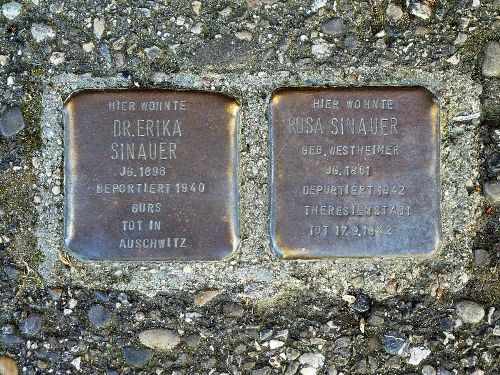 HIER WOHNTE
DR. ERIKA
SINAUER
JG. 1896
DEPORTIERT 1940
GURS
TOT IN
AUSCHWITZ
HIER WOHNTE
ROSA SINAUER
GEB. WESTHEIMER
JG. 1861
DEPORTIERT 1942
THERESIENSTADT
TOT 17.9.1942